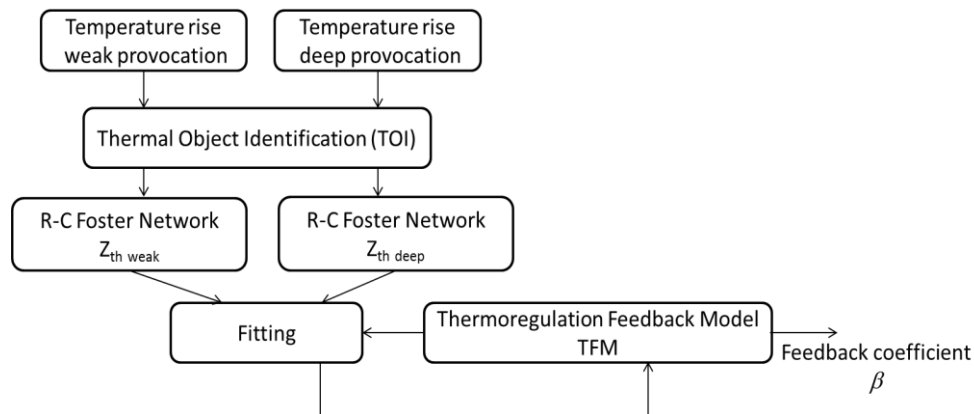 Temperature rise
weak provocation
Temperature rise
deep provocation
Thermal Object Identification (TOI)
R-C Foster Network
Zth weak
R-C Foster Network
Zth deep
Fitting
Thermoregulation Feedback Model
TFM
Feedback coefficient
β